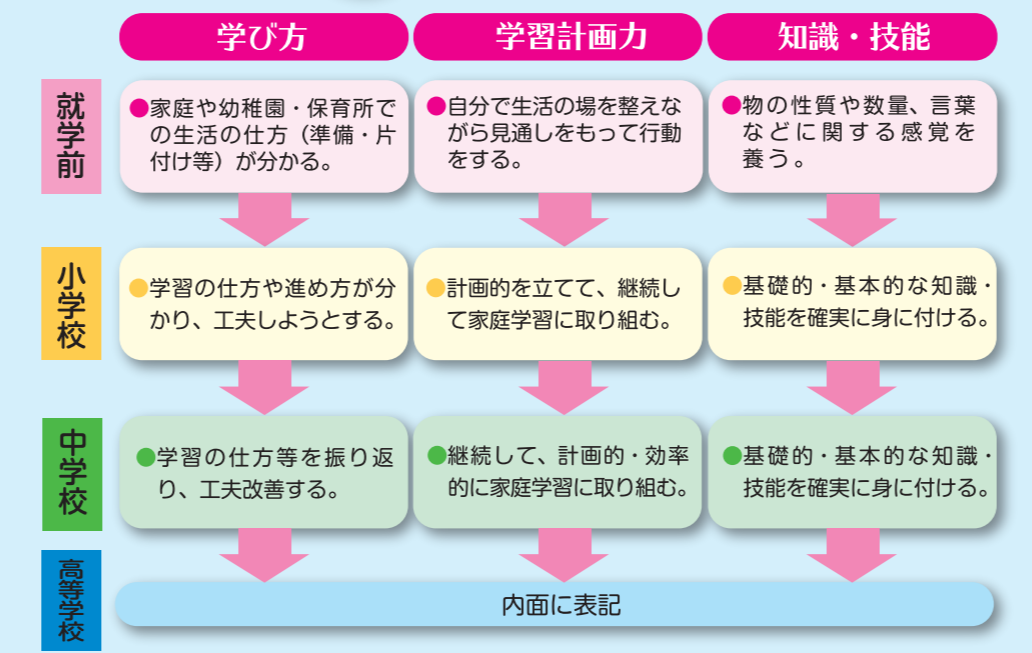 学び方
学習計画力
知識・技能
就学前
●家庭や幼稚園・保育所で
の生活の仕方（準備・片
付け等）が分かる。
●自分で生活の場を整えな
がら見通しをもって行動
をする。
●物の性質や数量、言葉
などに関する感覚を
養う。
小学校
●学習の仕方や進め方が分
かり、工夫しようとする。
●計画的を立てて、継続し
て家庭学習に取り組む。
●基礎的・基本的な知識・
技能を確実に身に付ける。
中学校
●学習の仕方等を振り返
り、工夫改善する。
●継続して、計画的・効率
的に家庭学習に取り組む。
●基礎的・基本的な知識・
技能を確実に身に付ける。
高等学校
内面に表記